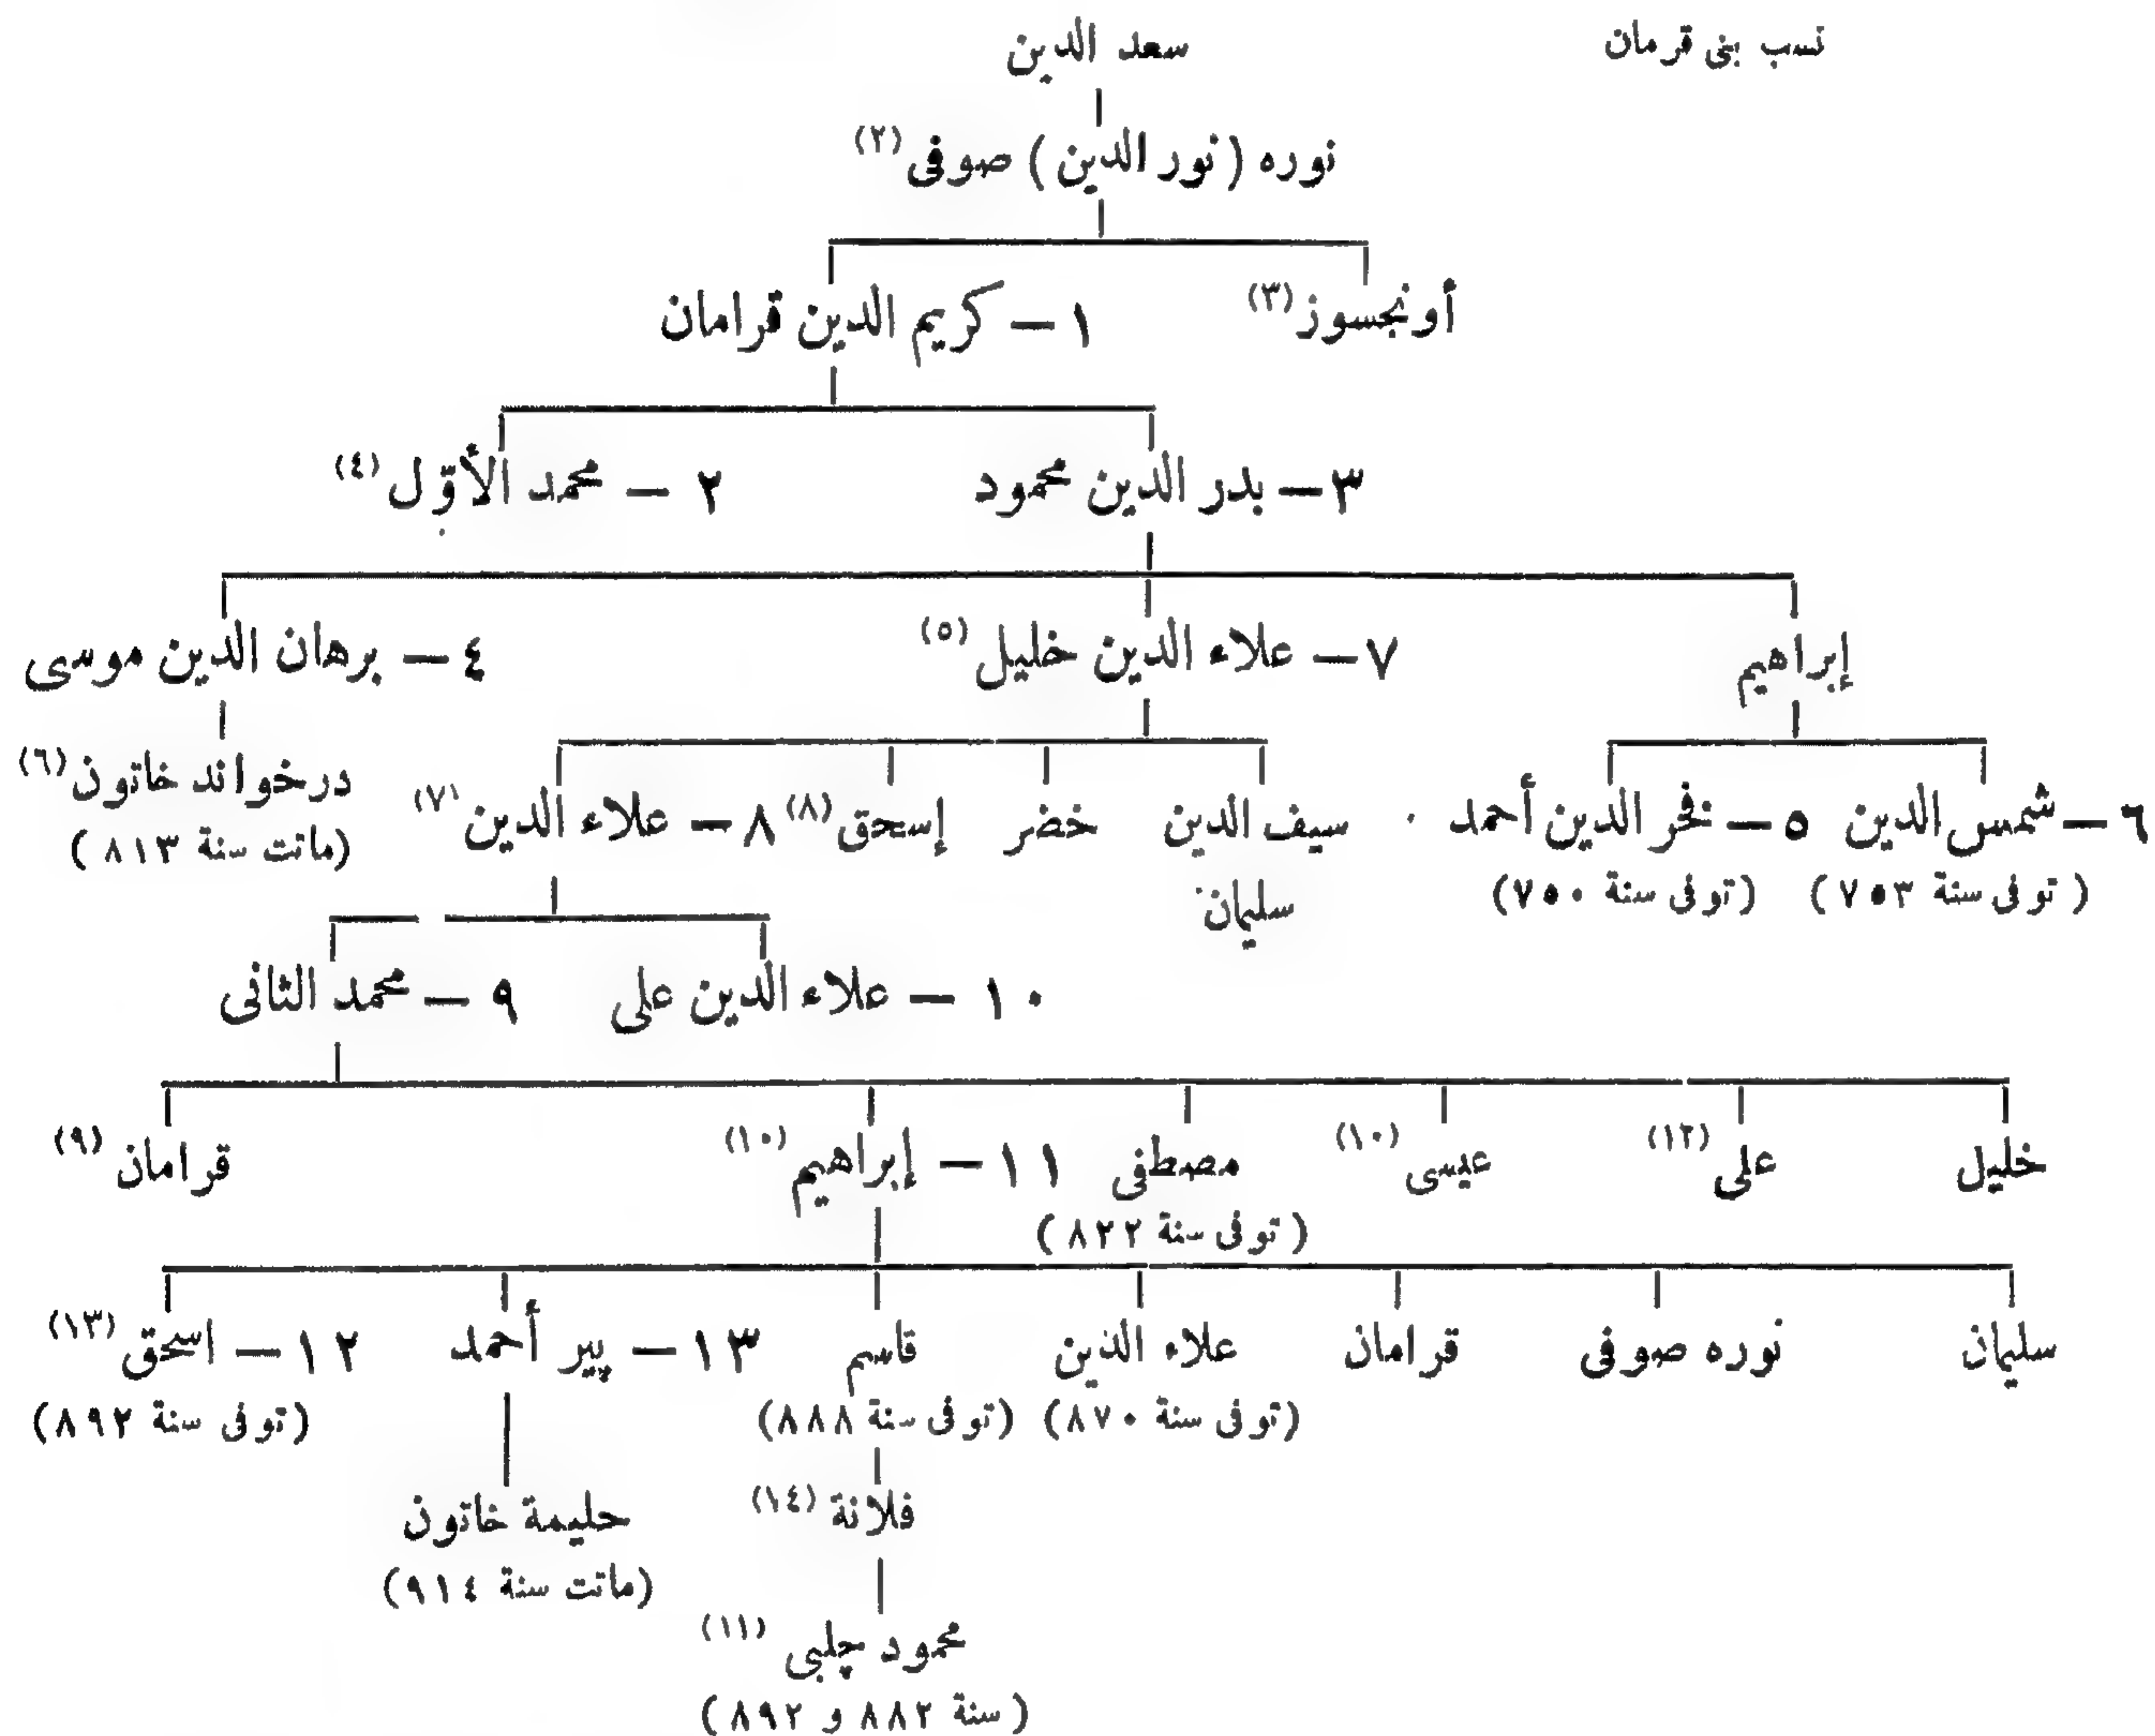 نسب بنى قرمان
سعد الدين
نوره (نور الدين) صوفى (٢)
أونجسوز (٣) ١ — كريم الدين قرامان
٣ — بدر الدين محمود ٢ — محمد الأوّل (٤)
إبراهيم ٧ — علاء الدين خليل (٥) ٤ — برهان الدين موسى
درخواند خاتون (٦)
(ماتت سنة ٨١٣)
٦ — شمس الدين ٥ — فخر الدين أحمد سيف الدين خضر إسحق (٨) ٨ — علاء الدين (٧)
(توفى سنة ٧٥٣) (توفى سنة ٧٥٠) سليمان
١٠ — علاء الدين على ٩ — محمد الثانى
خليل على (١٢) عيسى (١٠) مصطفى ١١ — إبراهيم (١٠) قرامان (٩)
(توفى سنة ٨٢٢)
سليمان نوره صوفى قرامان علاء الدين قاسم ١٣ — پير أحمد ١٢ — اسحق (١٣)
(توفى سنة ٨٧٠) (توفى سنة ٨٨٨) (توفى سنة ٨٩٢)
فلانة (١٤) حليمة خاتون
(ماتت سنة ٩١٤)
محمود چلبى (١١)
(سنة ٨٨٢ و ٨٩٢)